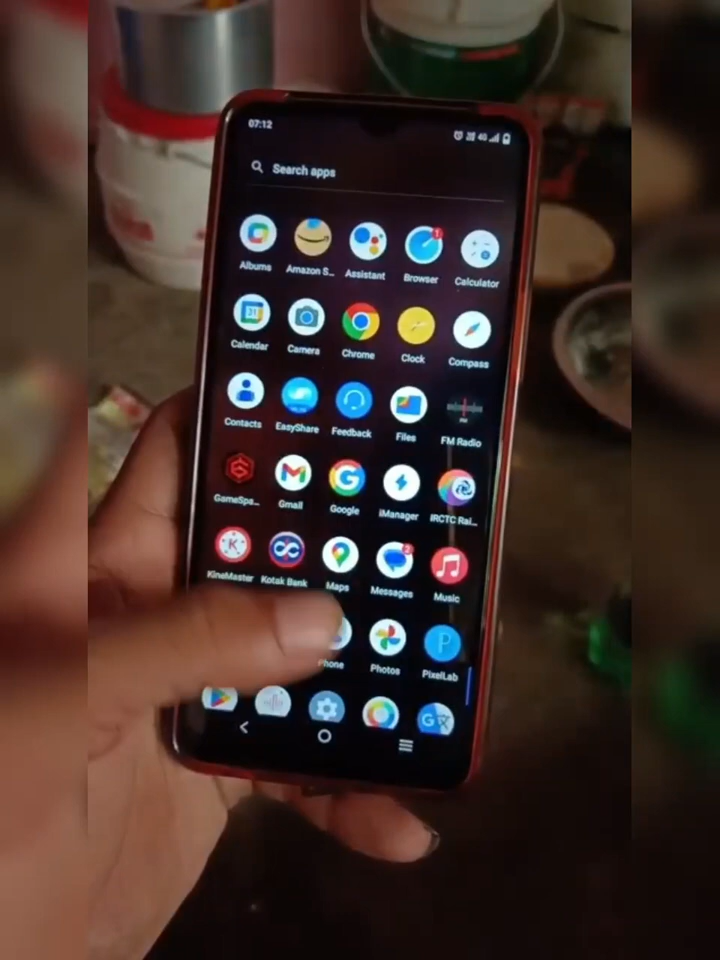 07:12
4G
Search apps
Albums Amazon S... Assistant Browser Calculator
Calendar Camera Chrome Clock Compass
Contacts EasyShare Feedback Files FM Radio
GameSpa... Gmail Google iManager IRCTC Rai...
KineMaster Kotak Bank Maps Messages Music
Phone Photos PixelLab